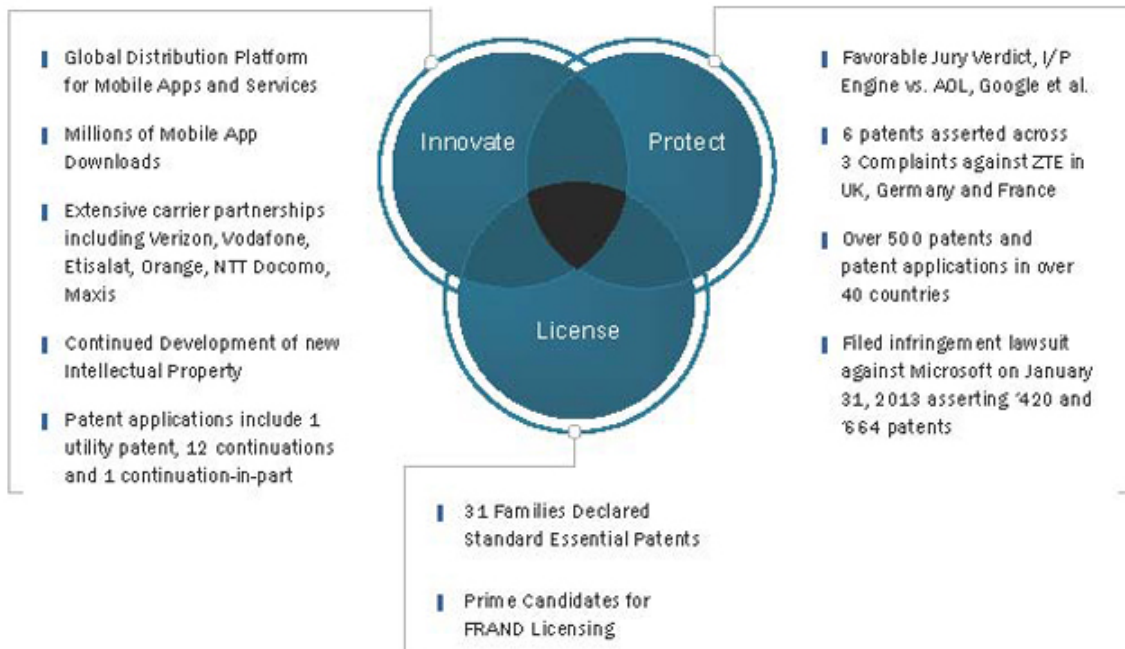 Global Distribution Platform
for Mobile Apps and Services
Millions of Mobile App
Downloads
Extensive carrier partnerships
including Verizon, Vodafone,
Etisalat, Orange, NTT Docomo,
Maxis
Continued Development of new
Intellectual Property
Patent applications include 1
utility patent, 12 continuations
and 1 continuation-in-part
Innovate
Protect
License
Favorable Jury Verdict, I/P
Engine vs. AOL, Google et al.
6 patents asserted across
3 Complaints against ZTE in
UK, Germany and France
Over 500 patents and
patent applications in over
40 countries
Filed infringement lawsuit
against Microsoft on January
31, 2013 asserting '420 and
'664 patents
31 Families Declared
Standard Essential Patents
Prime Candidates for
FRAND Licensing